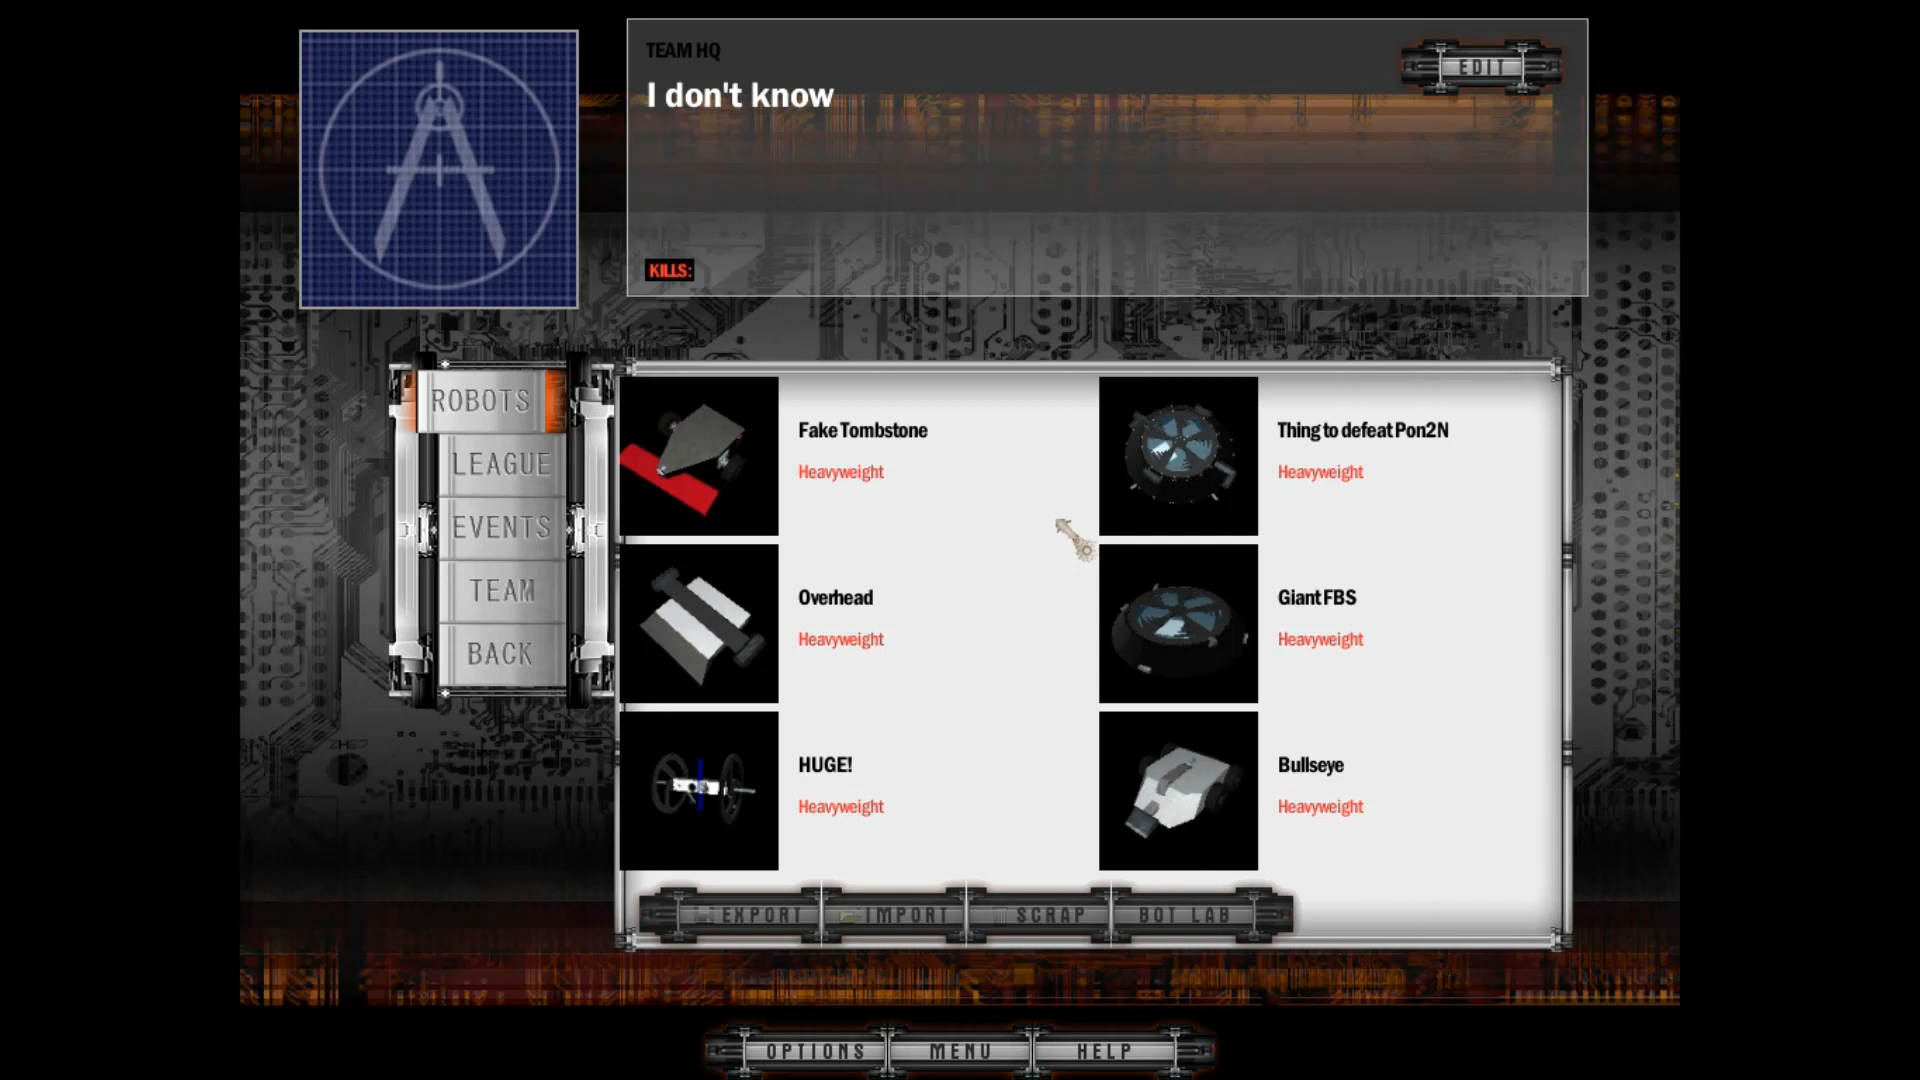 TEAM HQ
EDIT
I don't know
KILLS:
ROBOTS
LEAGUE
EVENTS
TEAM
BACK
Fake Tombstone
Heavyweight
Thing to defeat Pon2N
Heavyweight
Overhead
Heavyweight
Giant FBS
Heavyweight
HUGE!
Heavyweight
Bullseye
Heavyweight
EXPORT
IMPORT
SCRAP
BOT LAB
OPTIONS
MENU
HELP